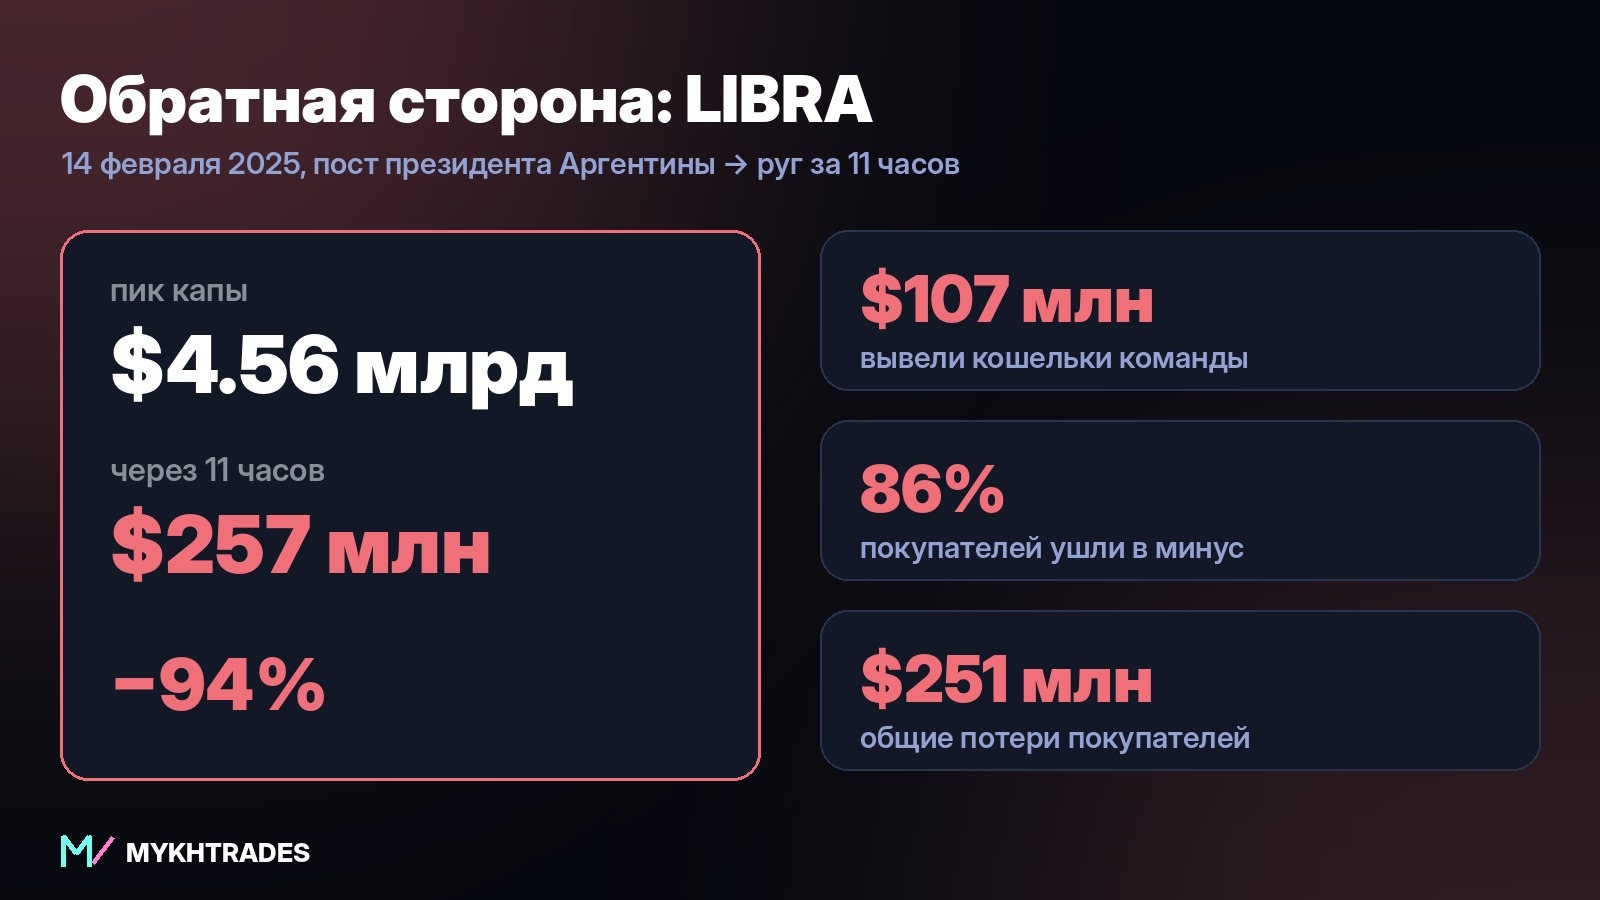 Обратная сторона: LIBRA
14 февраля 2025, пост президента Аргентины → руг за 11 часов
пик капы
$4.56 млрд
через 11 часов
$257 млн
−94%
$107 млн
вывели кошельки команды
86%
покупателей ушли в минус
$251 млн
общие потери покупателей
MYKHTRADES